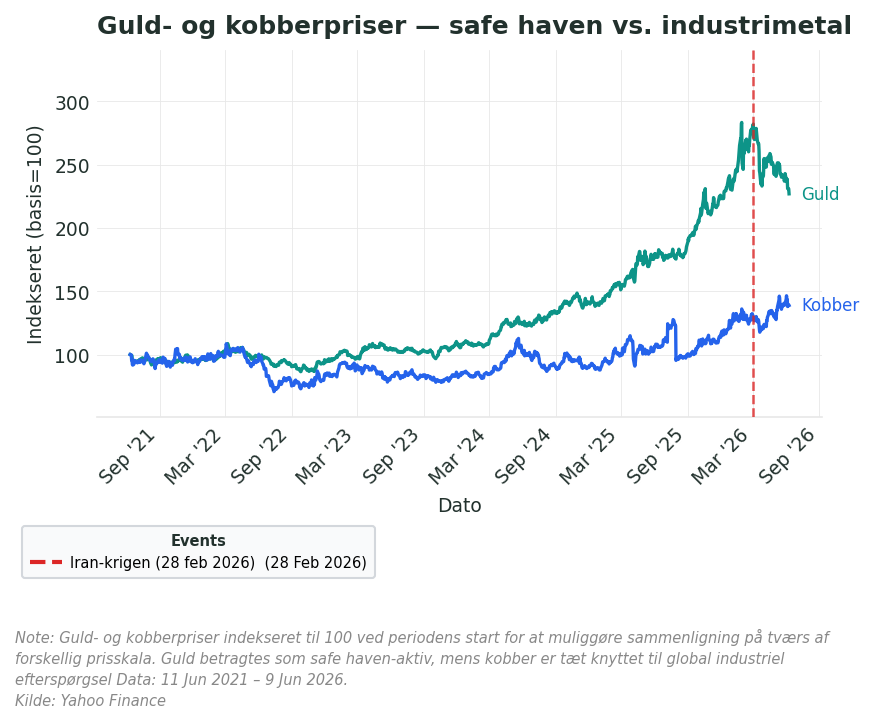 Guld- og kobberpriser — safe haven vs. industrimetal
Indekseret (basis=100)
300
250
200
150
100
Guld
Kobber
Sep '21
Mar '22
Sep '22
Mar '23
Sep '23
Mar '24
Sep '24
Mar '25
Sep '25
Mar '26
Sep '26
Dato
Events
Iran-krigen (28 feb 2026)  (28 Feb 2026)
Note: Guld- og kobberpriser indekseret til 100 ved periodens start for at muliggøre sammenligning på tværs af
forskellig prisskala. Guld betragtes som safe haven-aktiv, mens kobber er tæt knyttet til global industriel
efterspørgsel Data: 11 Jun 2021 – 9 Jun 2026.
Kilde: Yahoo Finance